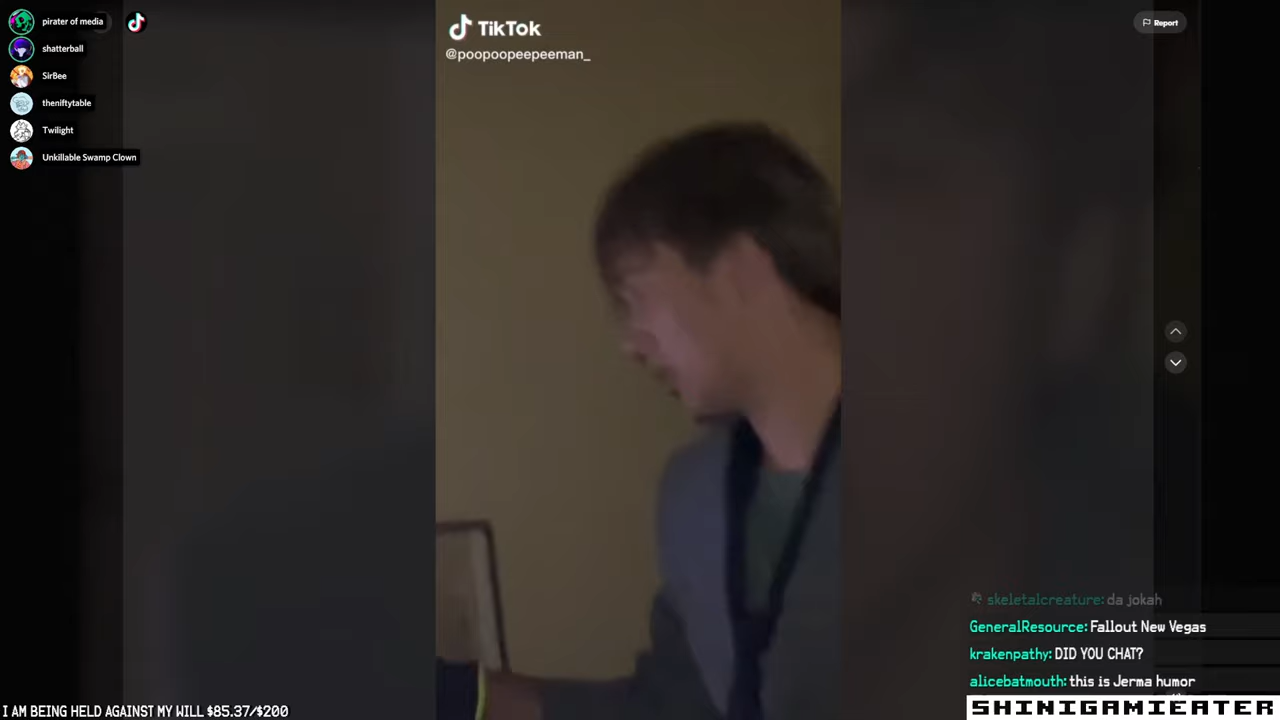 pirater of media
shatterball
SirBee
theniftytable
Twilight
Unkillable Swamp Clown
TikTok
@poopoopeepeeman_
Report
skeletalcreature: da jokah
GeneralResource: Fallout New Vegas
krakenpathy: DID YOU CHAT?
alicebatmouth: this is Jerma humor
SHINIGAMIEATER
I AM BEING HELD AGAINST MY WILL $85.37/$200